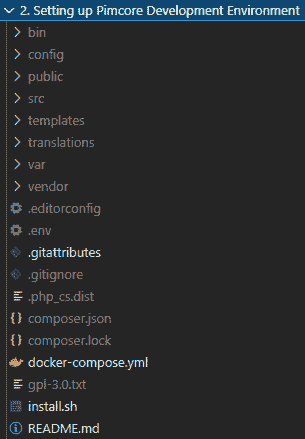 2. Setting up Pimcore Development Environment
bin
config
public
src
templates
translations
var
vendor
.editorconfig
.env
.gitattributes
.gitignore
.php_cs.dist
composer.json
composer.lock
docker-compose.yml
gpl-3.0.txt
install.sh
README.md